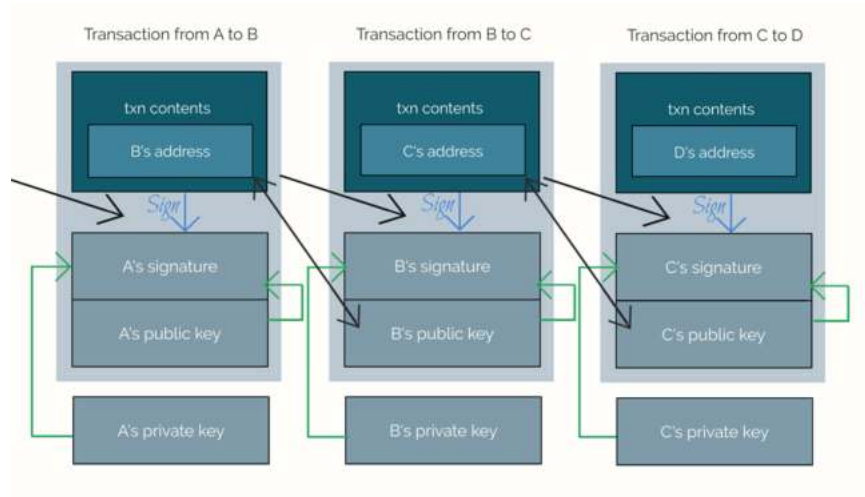 Transaction from A to B
Transaction from B to C
Transaction from C to D
txn contents
B's address
Sign
A's signature
A's public key
A's private key
txn contents
C's address
Sign
B's signature
B's public key
B's private key
txn contents
D's address
Sign
C's signature
C's public key
C's private key